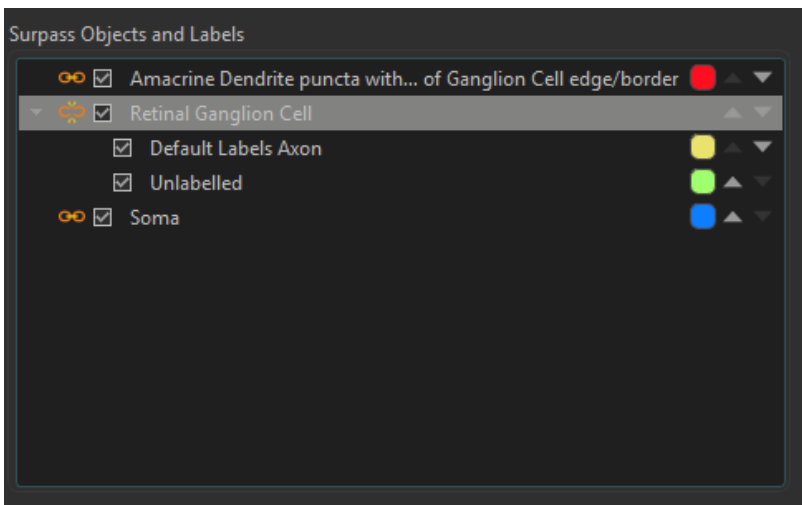 Surpass Objects and Labels
Amacrine Dendrite puncta with... of Ganglion Cell edge/border
Retinal Ganglion Cell
Default Labels Axon
Unlabelled
Soma